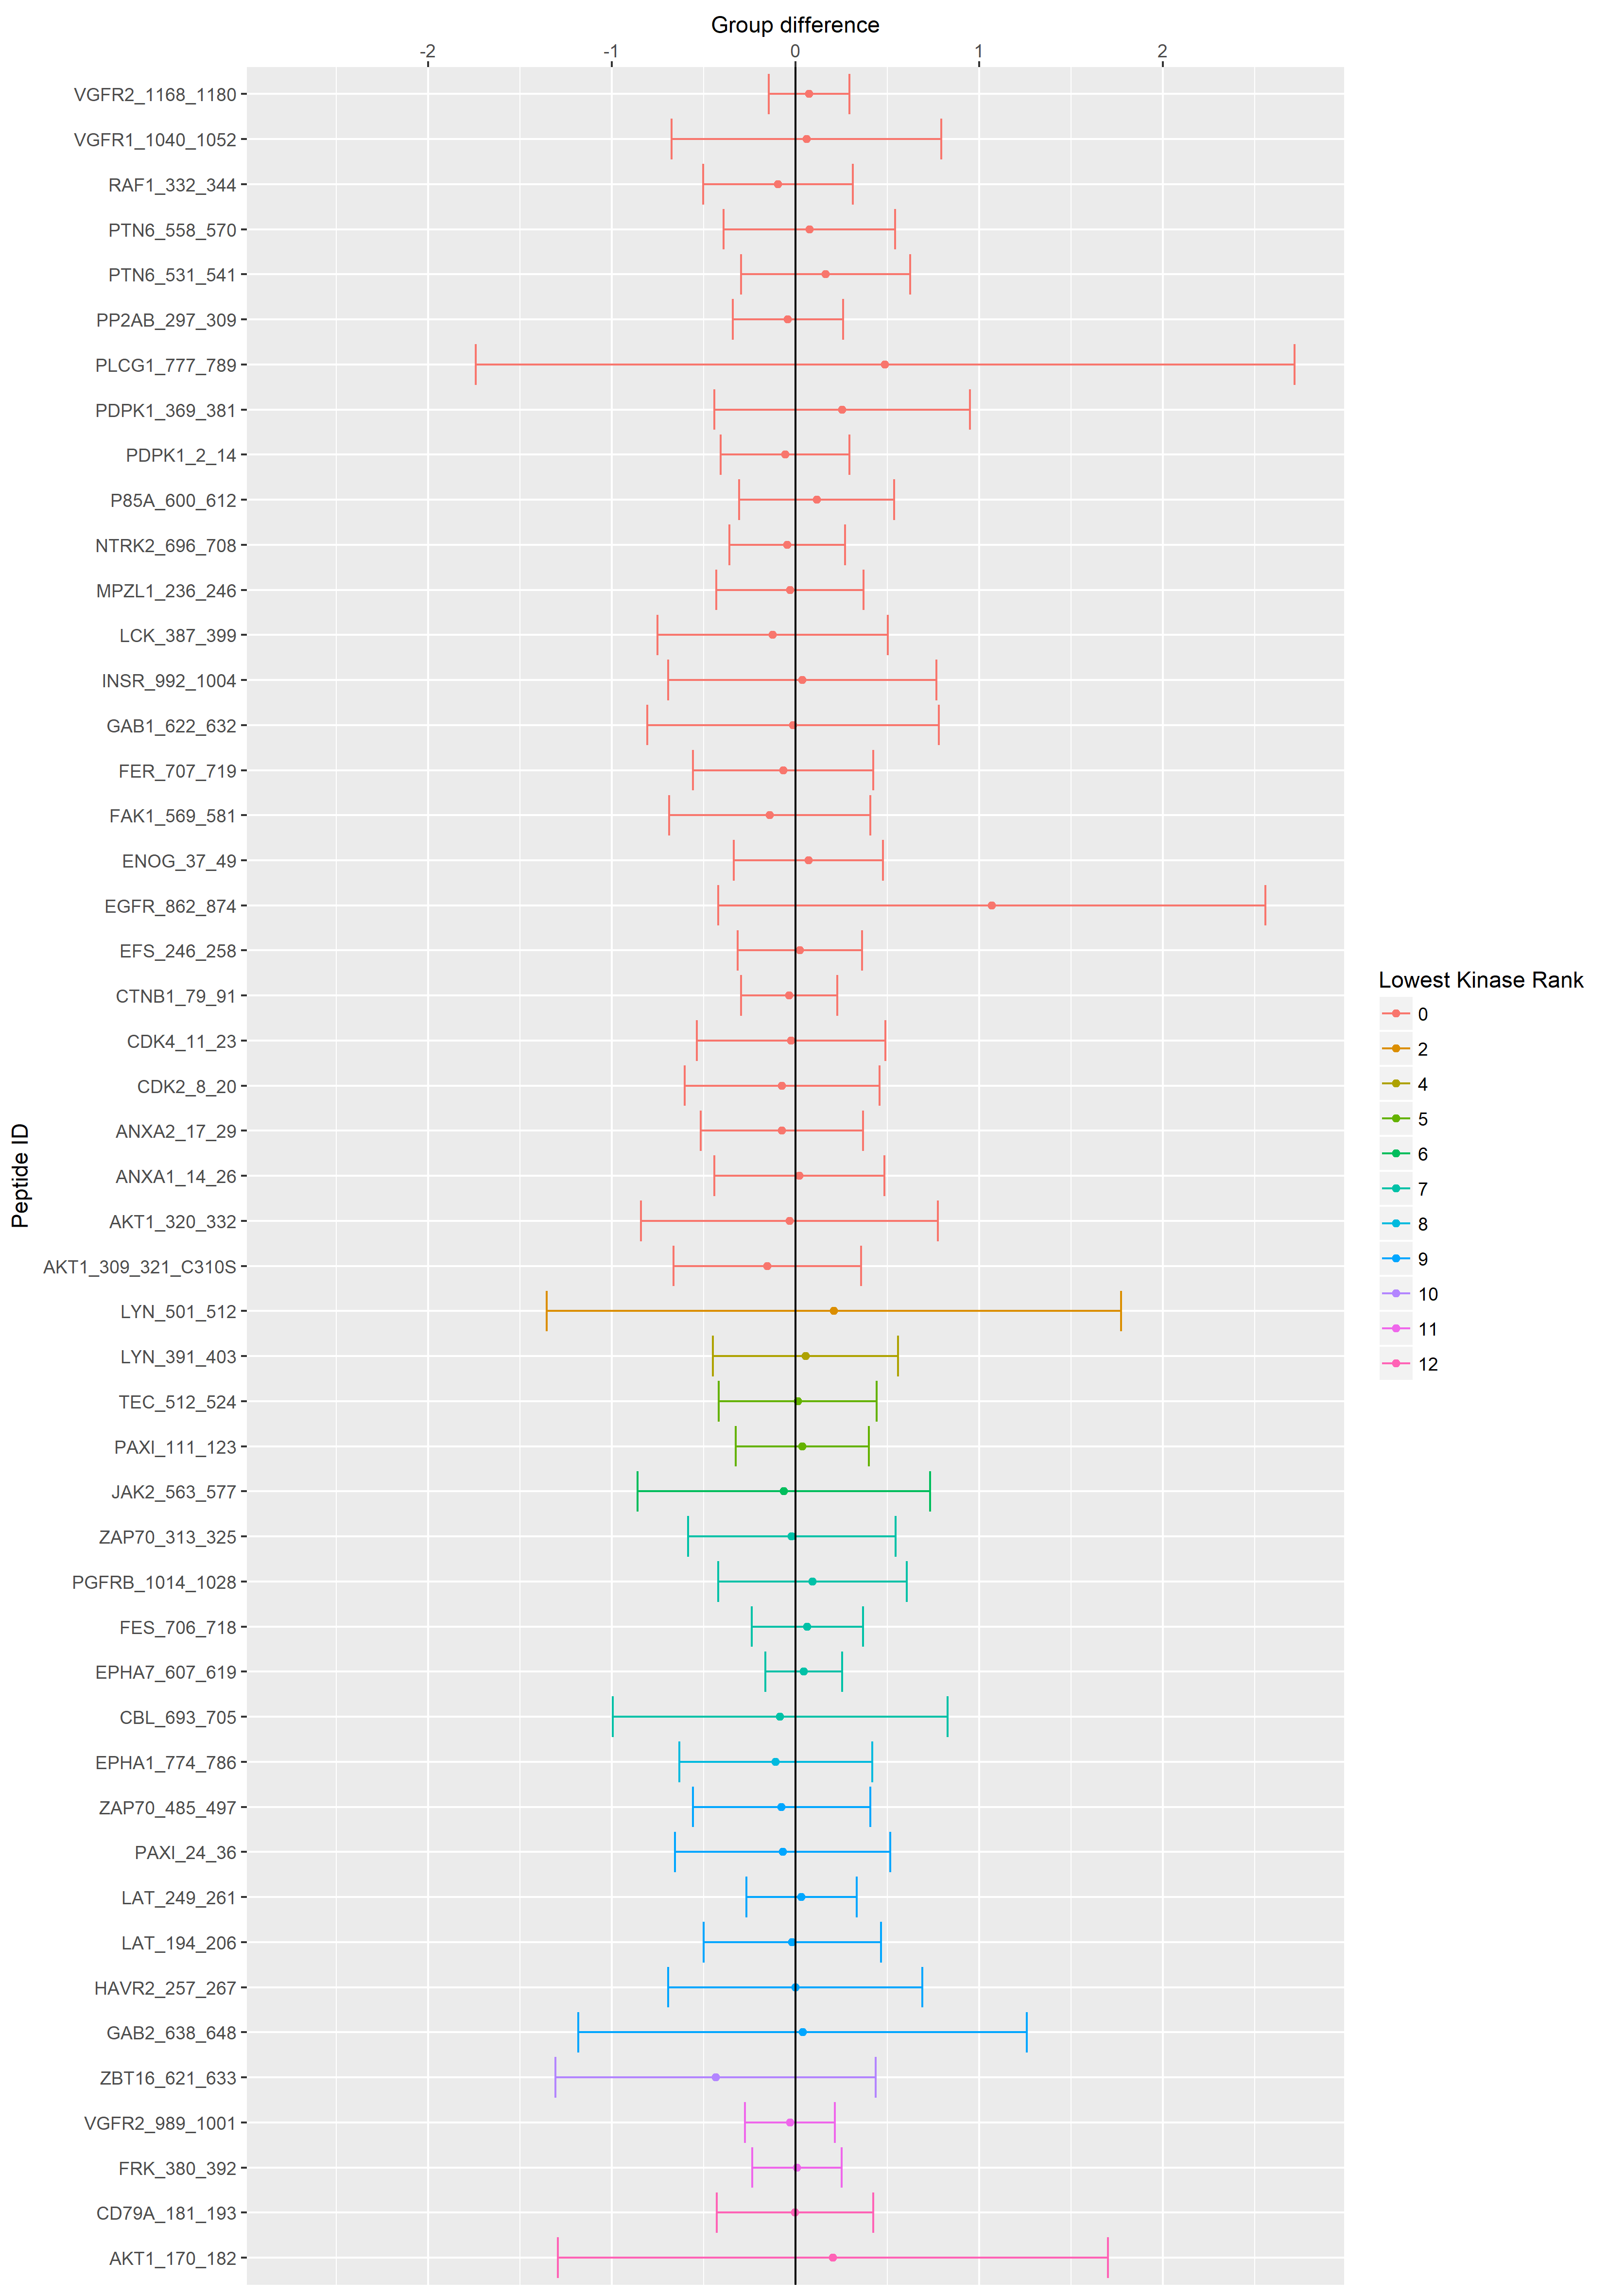 Group difference
-2 -1 0 1 2
VGFR2_1168_1180
VGFR1_1040_1052
RAF1_332_344
PTN6_558_570
PTN6_531_541
PP2AB_297_309
PLCG1_777_789
PDPK1_369_381
PDPK1_2_14
P85A_600_612
NTRK2_696_708
MPZL1_236_246
LCK_387_399
INSR_992_1004
GAB1_622_632
FER_707_719
FAK1_569_581
ENOG_37_49
EGFR_862_874
EFS_246_258
CTNB1_79_91
CDK4_11_23
CDK2_8_20
ANXA2_17_29
ANXA1_14_26
AKT1_320_332
AKT1_309_321_C310S
LYN_501_512
LYN_391_403
TEC_512_524
PAXI_111_123
JAK2_563_577
ZAP70_313_325
PGFRB_1014_1028
FES_706_718
EPHA7_607_619
CBL_693_705
EPHA1_774_786
ZAP70_485_497
PAXI_24_36
LAT_249_261
LAT_194_206
HAVR2_257_267
GAB2_638_648
ZBT16_621_633
VGFR2_989_1001
FRK_380_392
CD79A_181_193
AKT1_170_182
Peptide ID
Lowest Kinase Rank
0
2
4
5
6
7
8
9
10
11
12